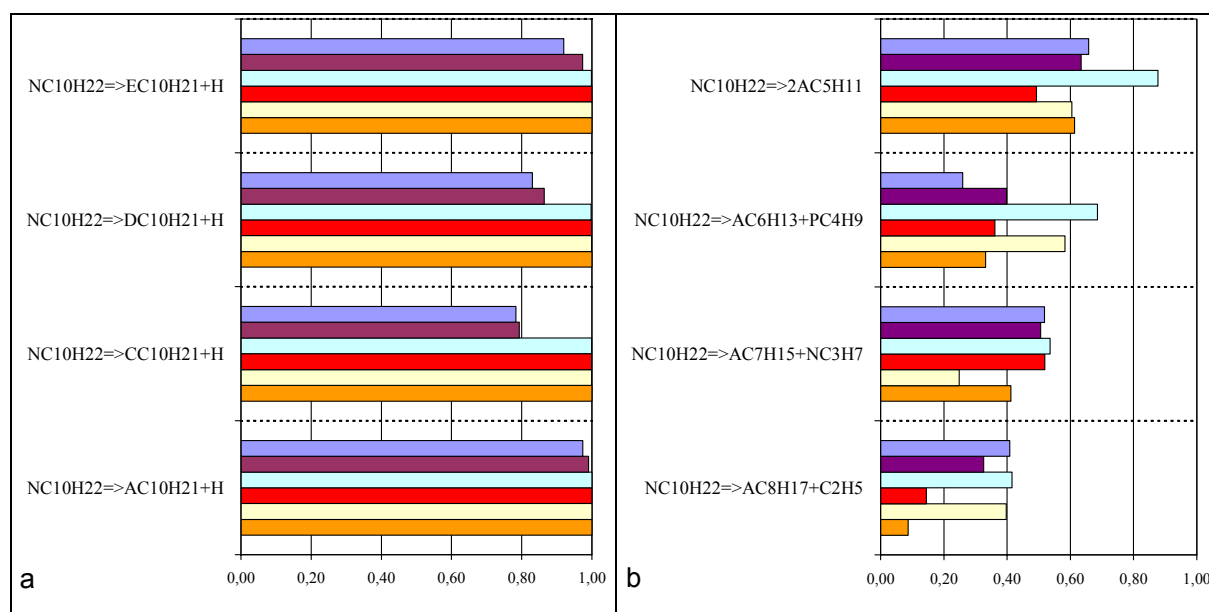 NC10H22=>EC10H21+H
NC10H22=>DC10H21+H
NC10H22=>CC10H21+H
NC10H22=>AC10H21+H
0,00 0,20 0,40 0,60 0,80 1,00
a
NC10H22=>2AC5H11
NC10H22=>AC6H13+PC4H9
NC10H22=>AC7H15+NC3H7
NC10H22=>AC8H17+C2H5
0,00 0,20 0,40 0,60 0,80 1,00
b